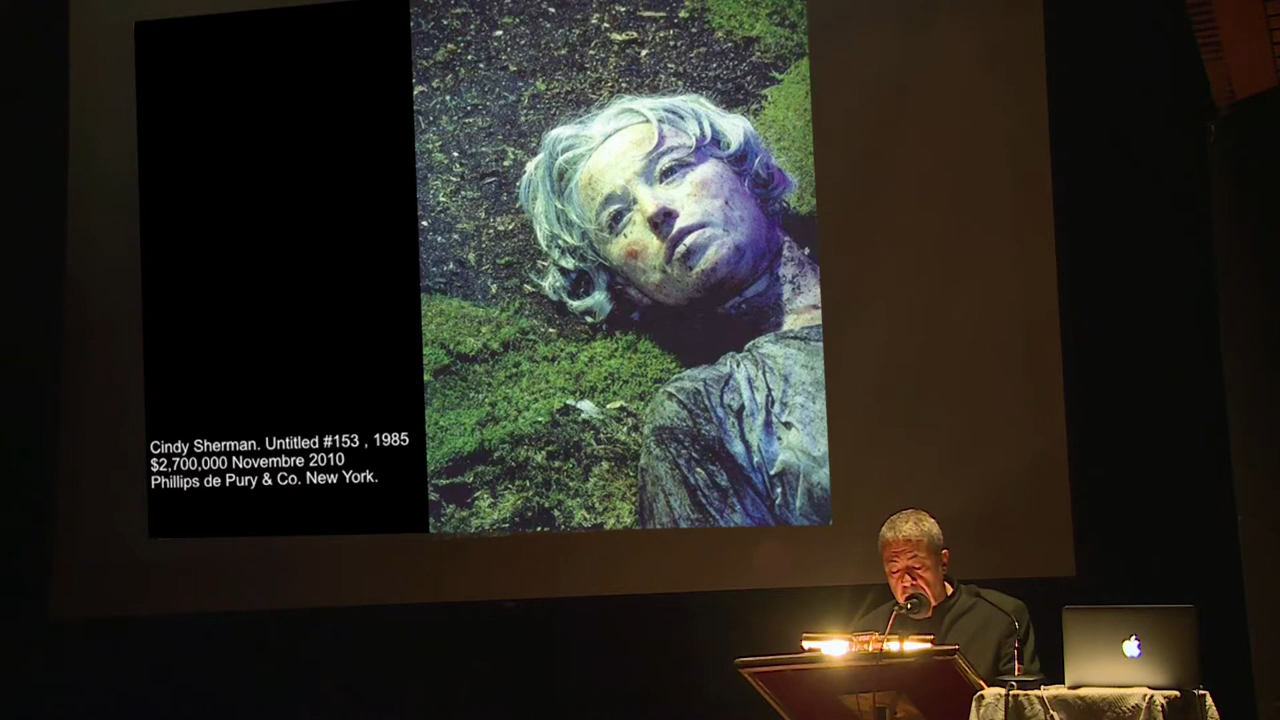 Cindy Sherman. Untitled #153 , 1985
$2,700,000 Novembre 2010
Phillips de Pury & Co. New York.